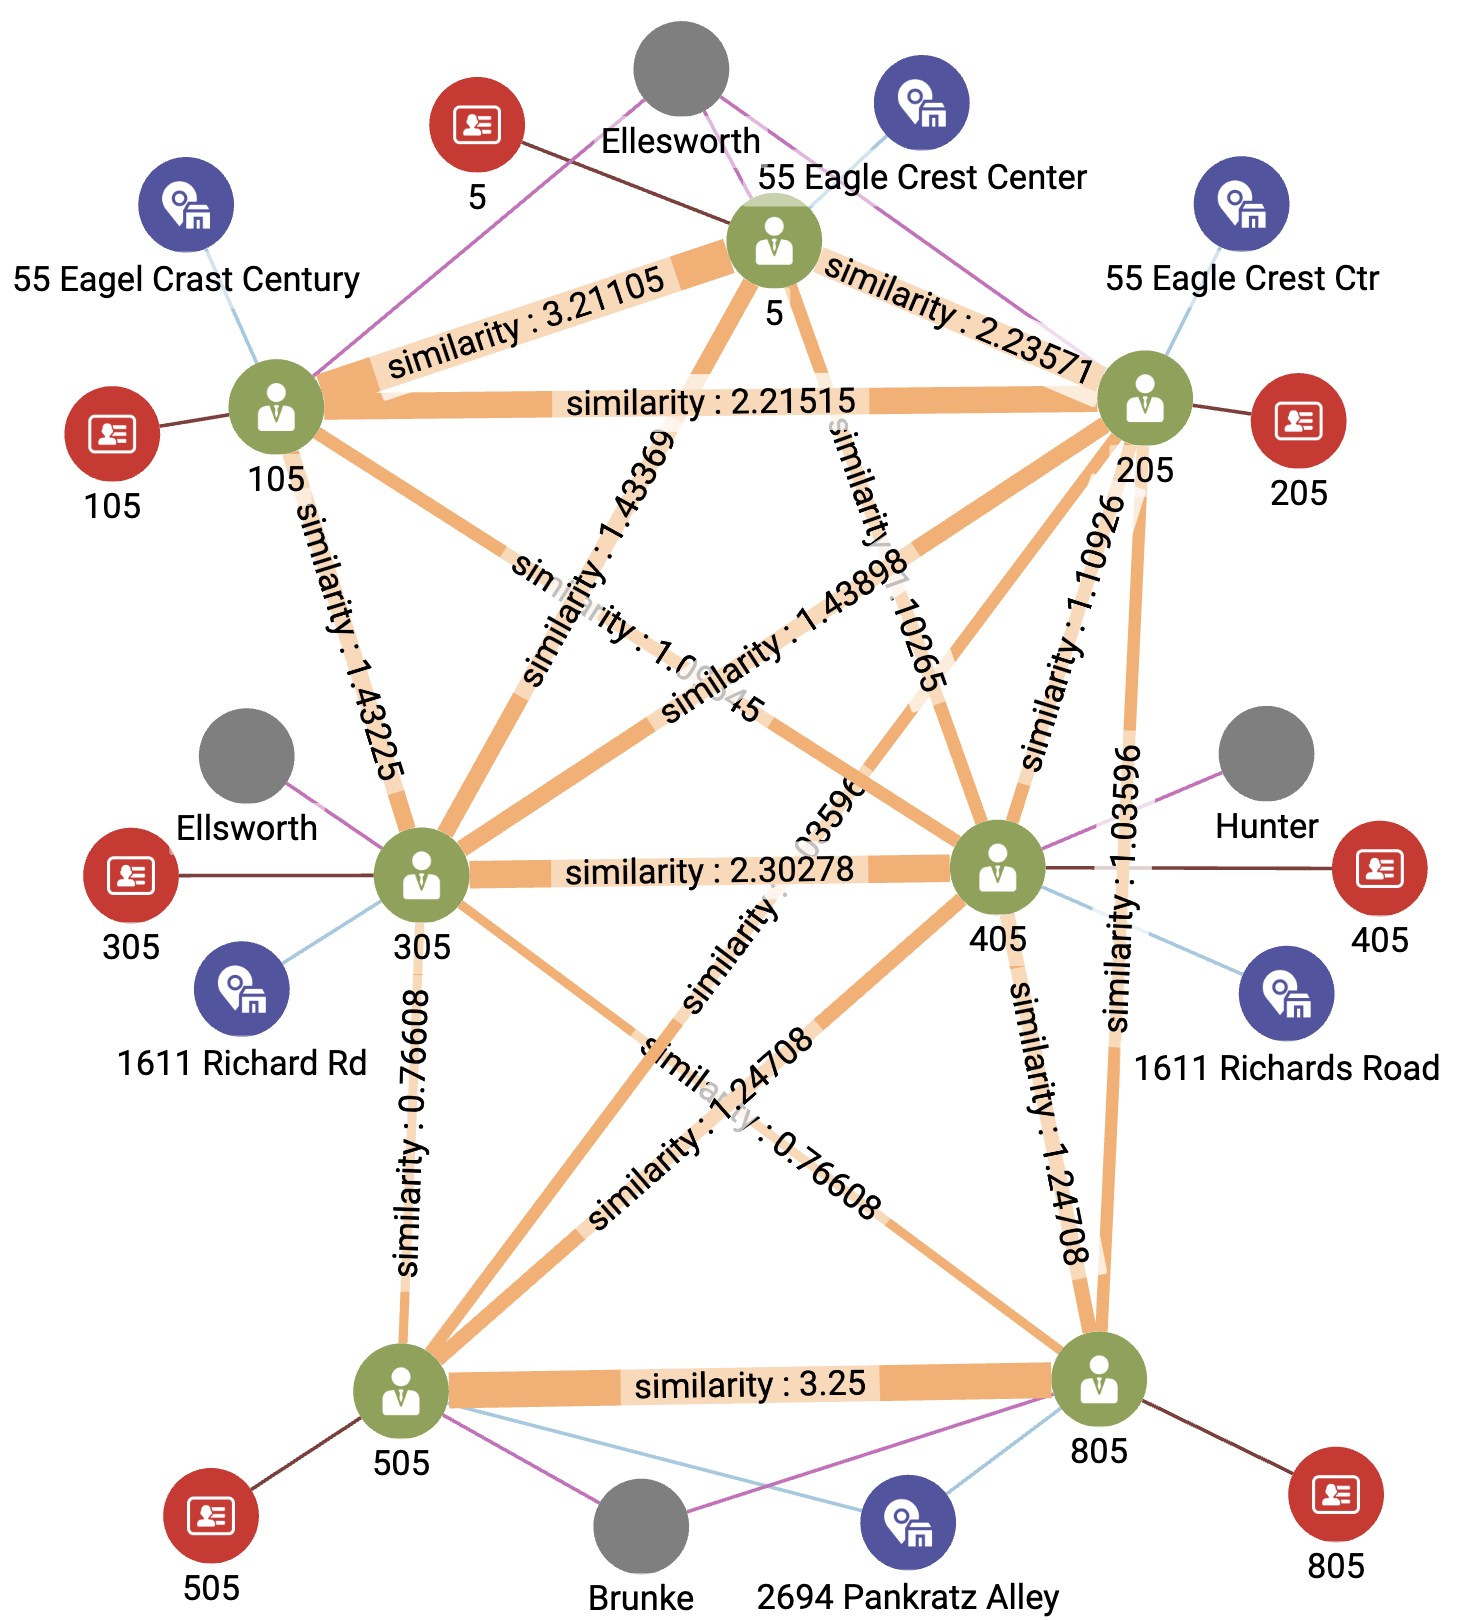 Ellesworth
5
55 Eagle Crest Center
55 Eagel Crast Century
55 Eagle Crest Ctr
similarity : 3.21105
5
similarity : 2.23571
similarity : 2.21515
105
105
205
205
similarity : 1.43369
similarity 1.10265
similarity : 1.43225
similarity :
similarity : 1.43898
similarity : 1.10926
similarity : 1.03596
similarity : 1.03596
Ellsworth
Hunter
similarity : 2.30278
305
305
405
405
1611 Richard Rd
1611 Richards Road
similarity : 0.76608
similarity : 0.76608
similarity : 1.24708
similarity : 1.24708
similarity : 3.25
505
805
505
Brunke
2694 Pankratz Alley
805